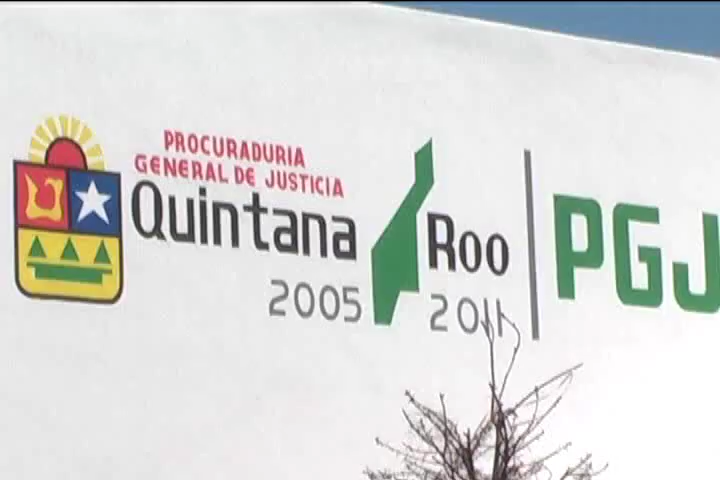 PROCURADURIA
GENERAL DE JUSTICIA
Quintana Roo
2005 2011
PGJ